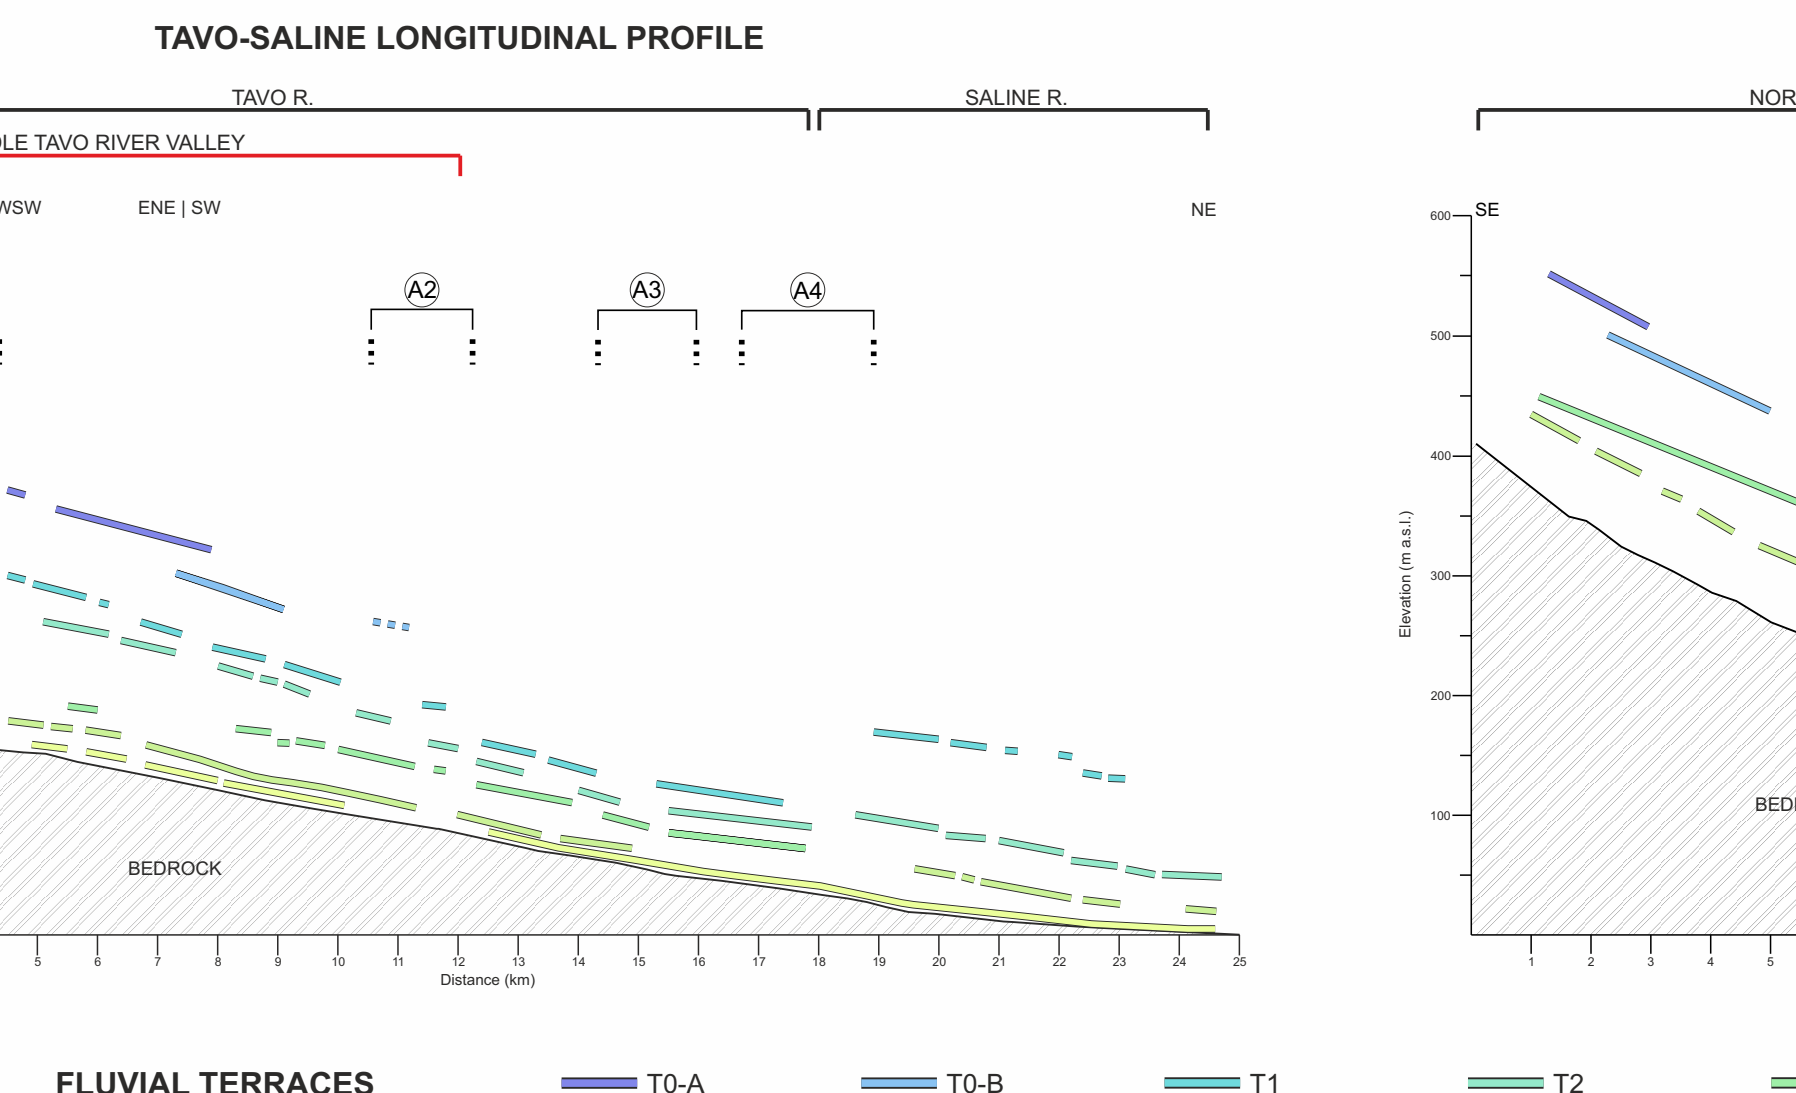 TAVO-SALINE LONGITUDINAL PROFILE
TAVO R.
SALINE R.
NOR
DLE TAVO RIVER VALLEY
WSW
ENE | SW
NE
SE
A2
A3
A4
600
500
400
300
200
100
Elevation (m a.s.l.)
BEDROCK
BED
5 6 7 8 9 10 11 12 13 14 15 16 17 18 19 20 21 22 23 24 25
1 2 3 4 5
Distance (km)
FLUVIAL TERRACES
T0-A
T0-B
T1
T2